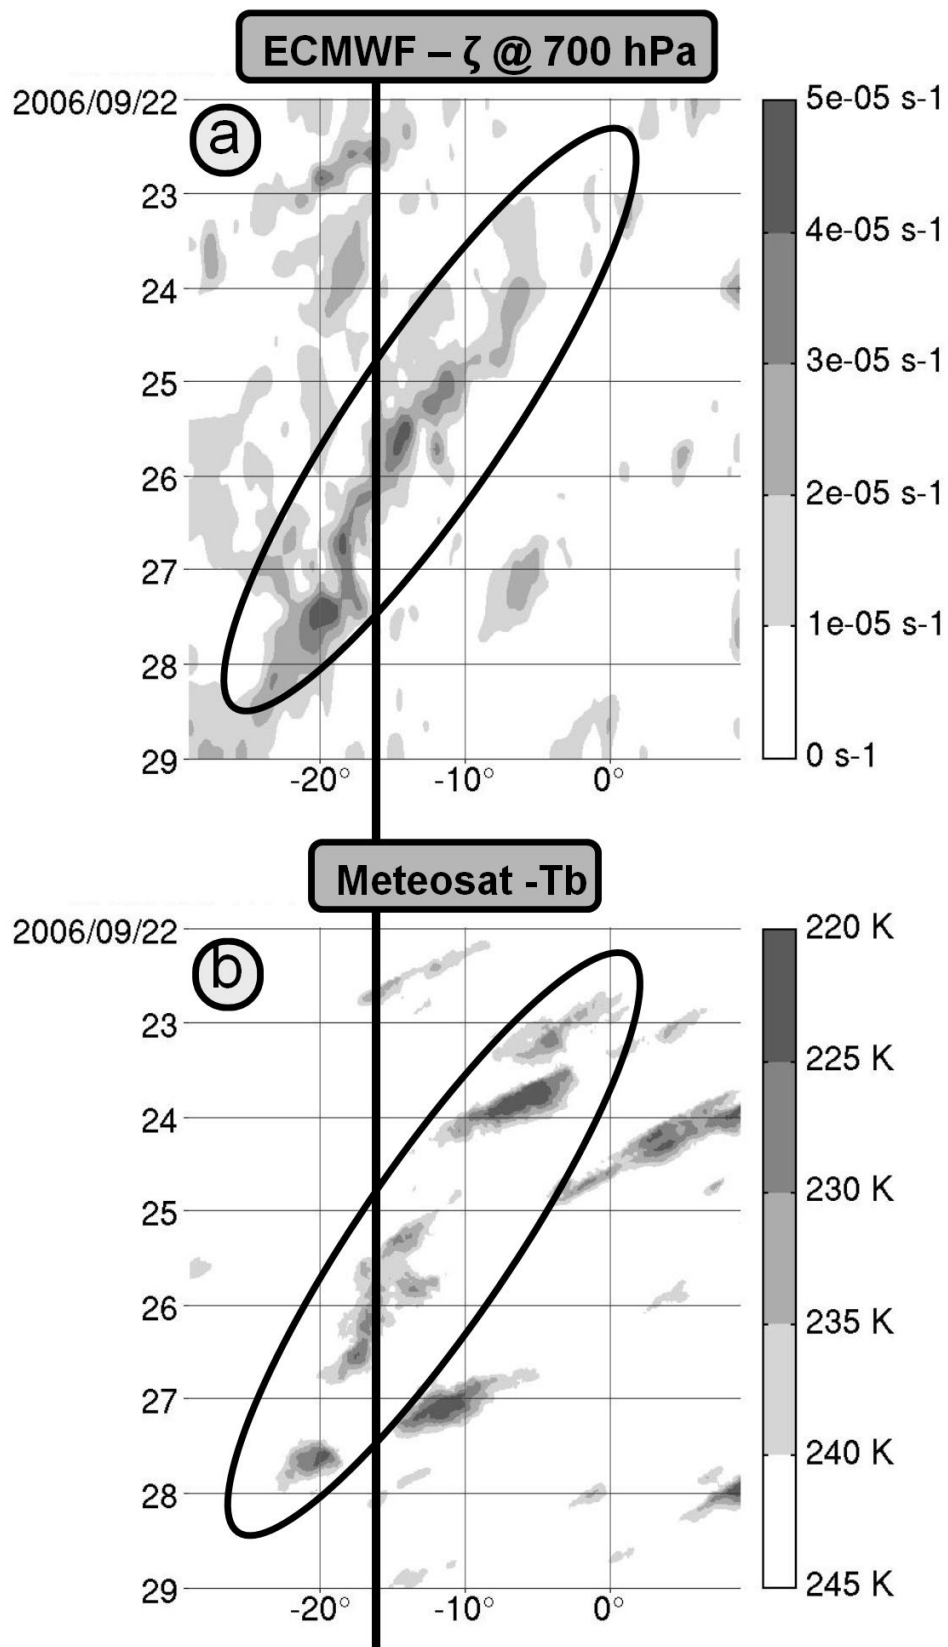 ECMWF – ζ @ 700 hPa
a
2006/09/22
23
24
25
26
27
28
29
-20° -10° 0°
5e-05 s-1
4e-05 s-1
3e-05 s-1
2e-05 s-1
1e-05 s-1
0 s-1
Meteosat -Tb
b
2006/09/22
23
24
25
26
27
28
29
-20° -10° 0°
220 K
225 K
230 K
235 K
240 K
245 K